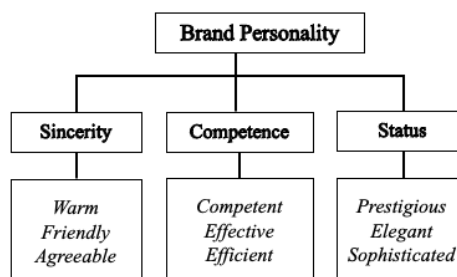 Brand Personality
Sincerity
Competence
Status
Warm
Friendly
Agreeable
Competent
Effective
Efficient
Prestigious
Elegant
Sophisticated